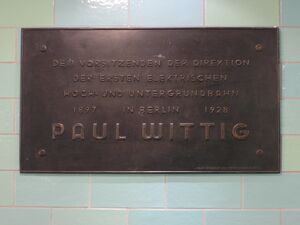 DEM VORSITZENDEN DER DIREKTION
DER ERSTEN ELEKTRISCHEN
HOCH UND UNTERGRUNDBAHN
1897 IN BERLIN 1928
PAUL WITTIG